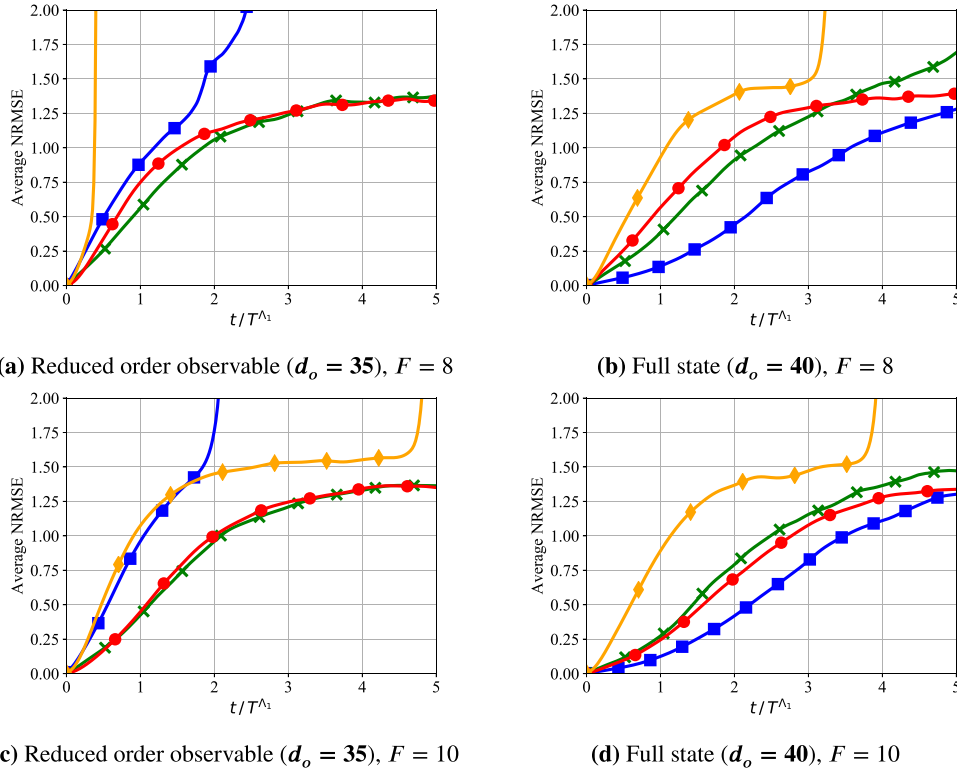 2.00
1.75
1.50
1.25
1.00
0.75
0.50
0.25
0.00
Average NRMSE
0 1 2 3 4 5
t/T^Λ₁
(a) Reduced order observable (d_o = 35), F = 8
2.00
1.75
1.50
1.25
1.00
0.75
0.50
0.25
0.00
Average NRMSE
0 1 2 3 4 5
t/T^Λ₁
(b) Full state (d_o = 40), F = 8
2.00
1.75
1.50
1.25
1.00
0.75
0.50
0.25
0.00
Average NRMSE
0 1 2 3 4 5
t/T^Λ₁
c) Reduced order observable (d_o = 35), F = 10
2.00
1.75
1.50
1.25
1.00
0.75
0.50
0.25
0.00
Average NRMSE
0 1 2 3 4 5
t/T^Λ₁
(d) Full state (d_o = 40), F = 10